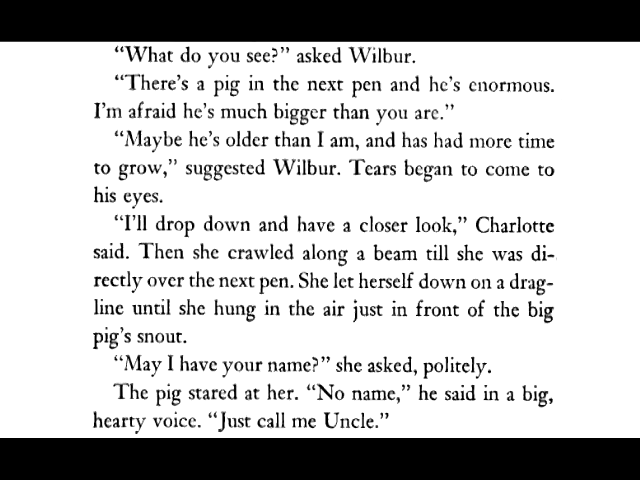 “What do you see?” asked Wilbur.
“There’s a pig in the next pen and he’s enormous.
I’m afraid he’s much bigger than you are.”
“Maybe he’s older than I am, and has had more time
to grow,” suggested Wilbur. Tears began to come to
his eyes.
“I’ll drop down and have a closer look,” Charlotte
said. Then she crawled along a beam till she was di-
rectly over the next pen. She let herself down on a drag-
line until she hung in the air just in front of the big
pig’s snout.
“May I have your name?” she asked, politely.
The pig stared at her. “No name,” he said in a big,
hearty voice. “Just call me Uncle.”